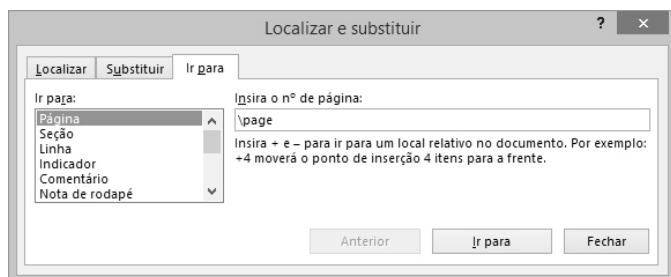 Localizar e substituir
? ×
Localizar Substituir Ir para
Ir para:
Página
Seção
Linha
Indicador
Comentário
Nota de rodapé
Insira o nº de página:
\page
Insira + e – para ir para um local relativo no documento. Por exemplo:
+4 moverá o ponto de inserção 4 itens para a frente.
Anterior Ir para Fechar